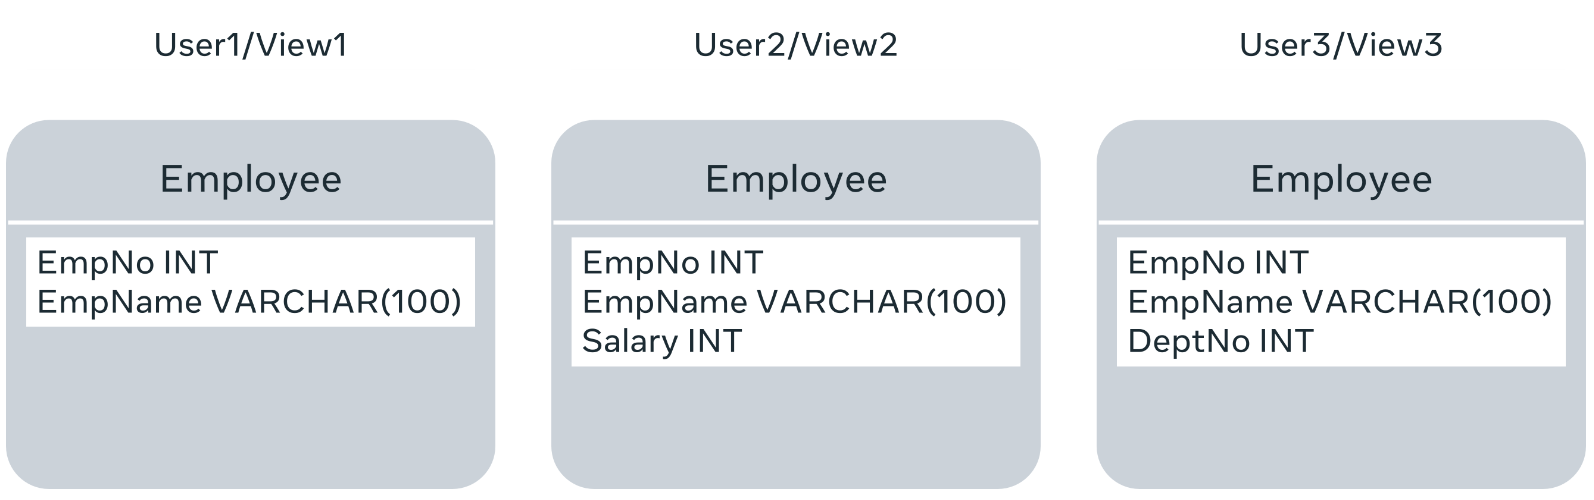 User1/View1
User2/View2
User3/View3
Employee
EmpNo INT
EmpName VARCHAR(100)
Employee
EmpNo INT
EmpName VARCHAR(100)
Salary INT
Employee
EmpNo INT
EmpName VARCHAR(100)
DeptNo INT